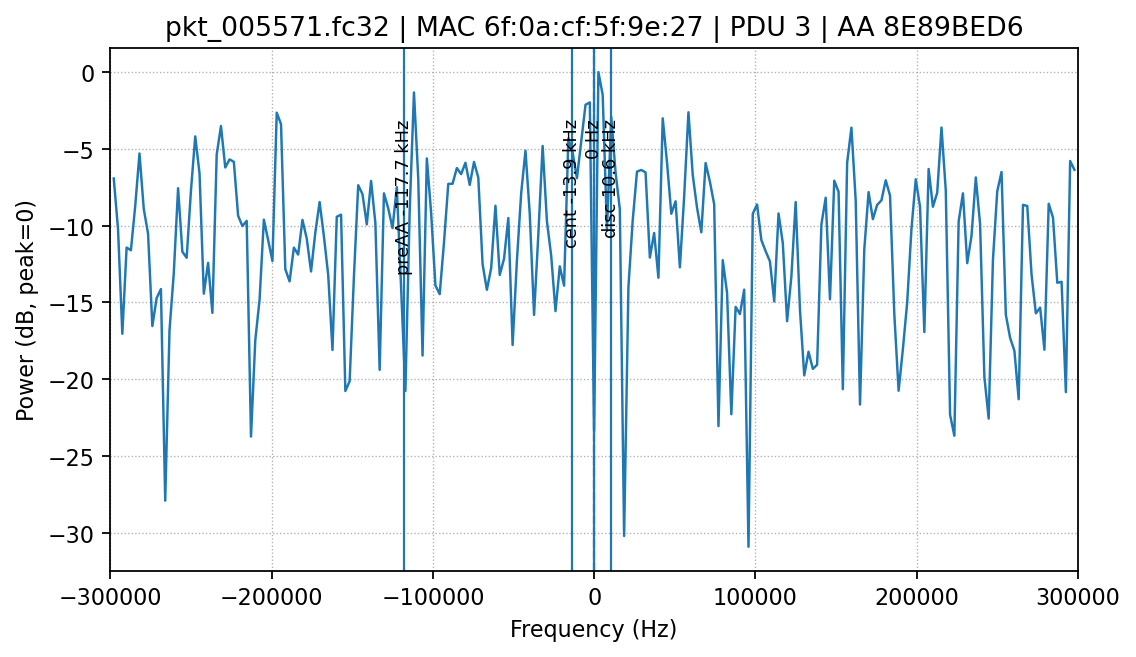 pkt_005571.fc32 | MAC 6f:0a:cf:5f:9e:27 | PDU 3 | AA 8E89BED6
Power (dB, peak=0)
0
−5
−10
−15
−20
−25
−30
preAA -117.7 kHz
cent -13.9 kHz
0 Hz
disc 10.6 kHz
−300000
−200000
−100000
0
100000
200000
300000
Frequency (Hz)